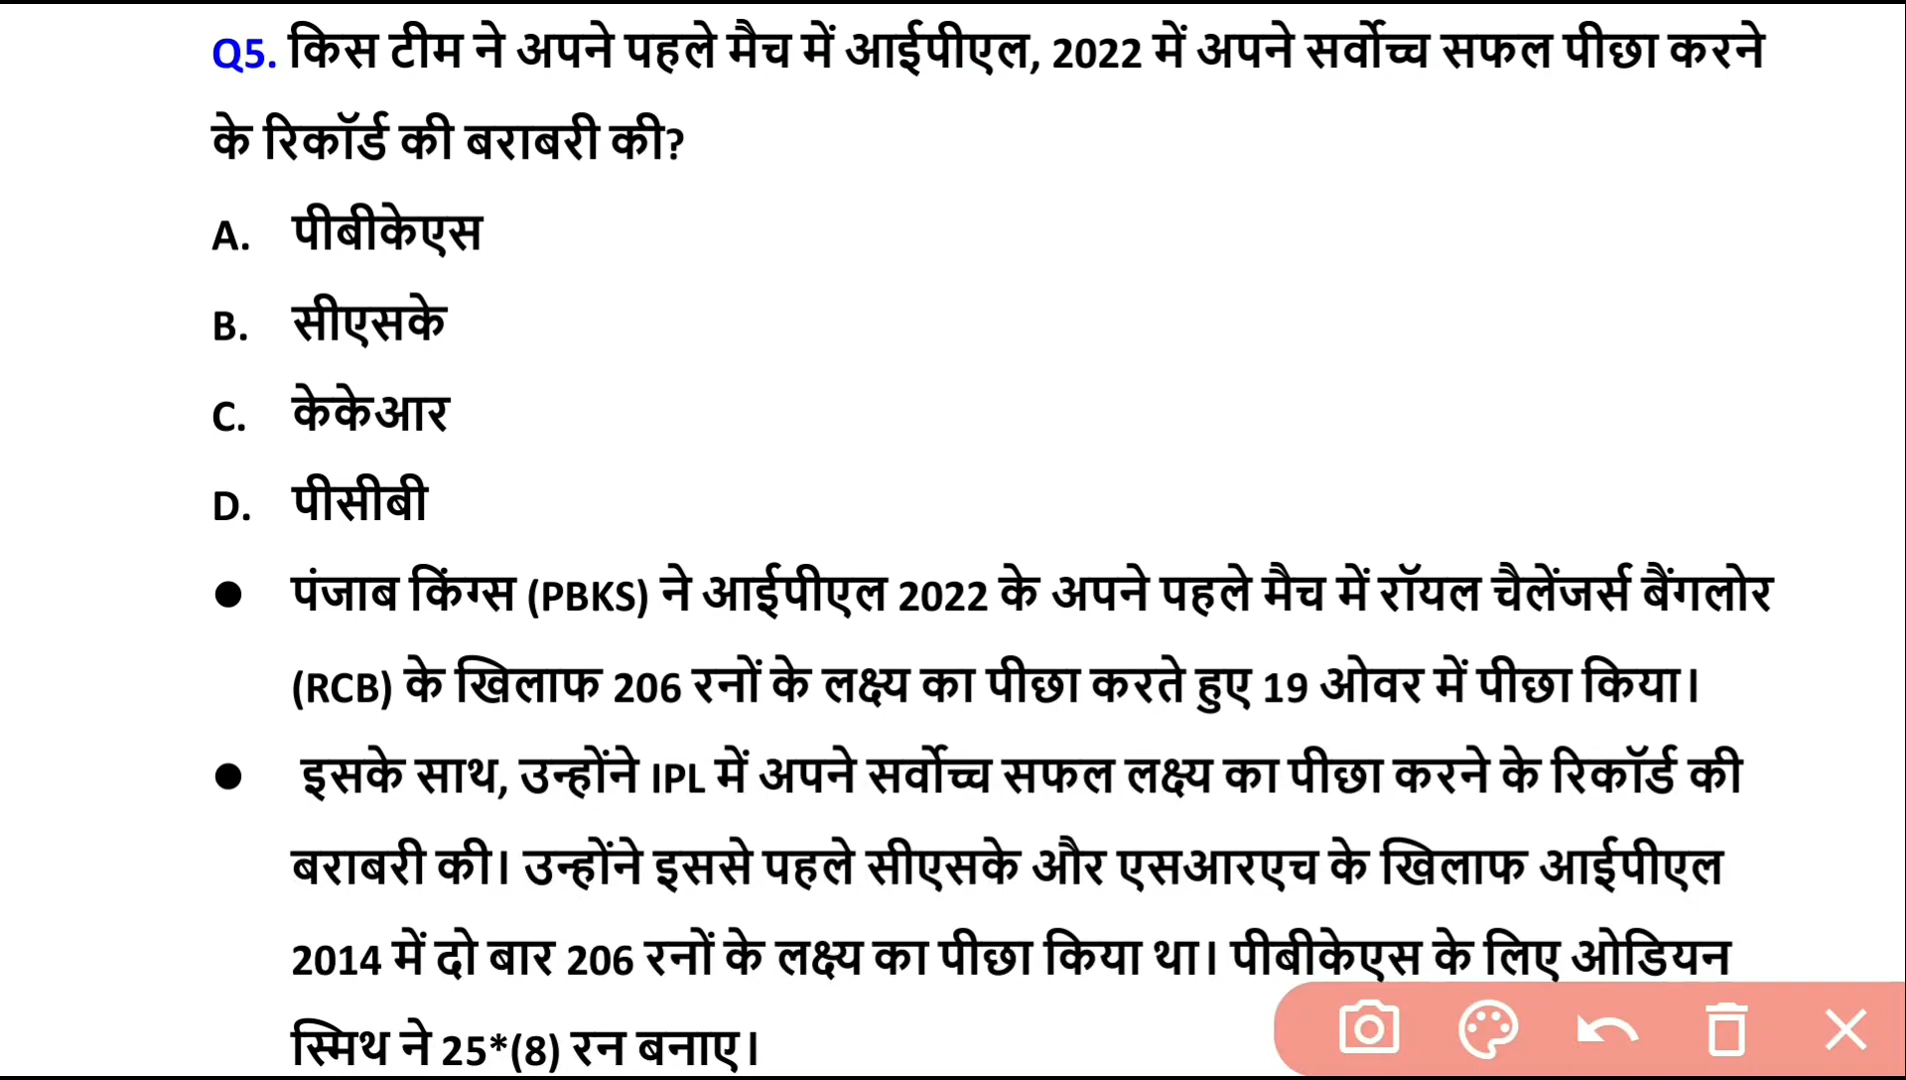 Q5. किस टीम ने अपने पहले मैच में आईपीएल, 2022 में अपने सर्वोच्च सफल पीछा करने
के रिकॉर्ड की बराबरी की?
A. पीबीकेएस
B. सीएसके
C. केकेआर
D. पीसीबी
● पंजाब किंग्स (PBKS) ने आईपीएल 2022 के अपने पहले मैच में रॉयल चैलेंजर्स बैंगलोर
(RCB) के खिलाफ 206 रनों के लक्ष्य का पीछा करते हुए 19 ओवर में पीछा किया।
● इसके साथ, उन्होंने IPL में अपने सर्वोच्च सफल लक्ष्य का पीछा करने के रिकॉर्ड की
बराबरी की। उन्होंने इससे पहले सीएसके और एसआरएच के खिलाफ आईपीएल
2014 में दो बार 206 रनों के लक्ष्य का पीछा किया था। पीबीकेएस के लिए ओडियन
स्मिथ ने 25*(8) रन बनाए।